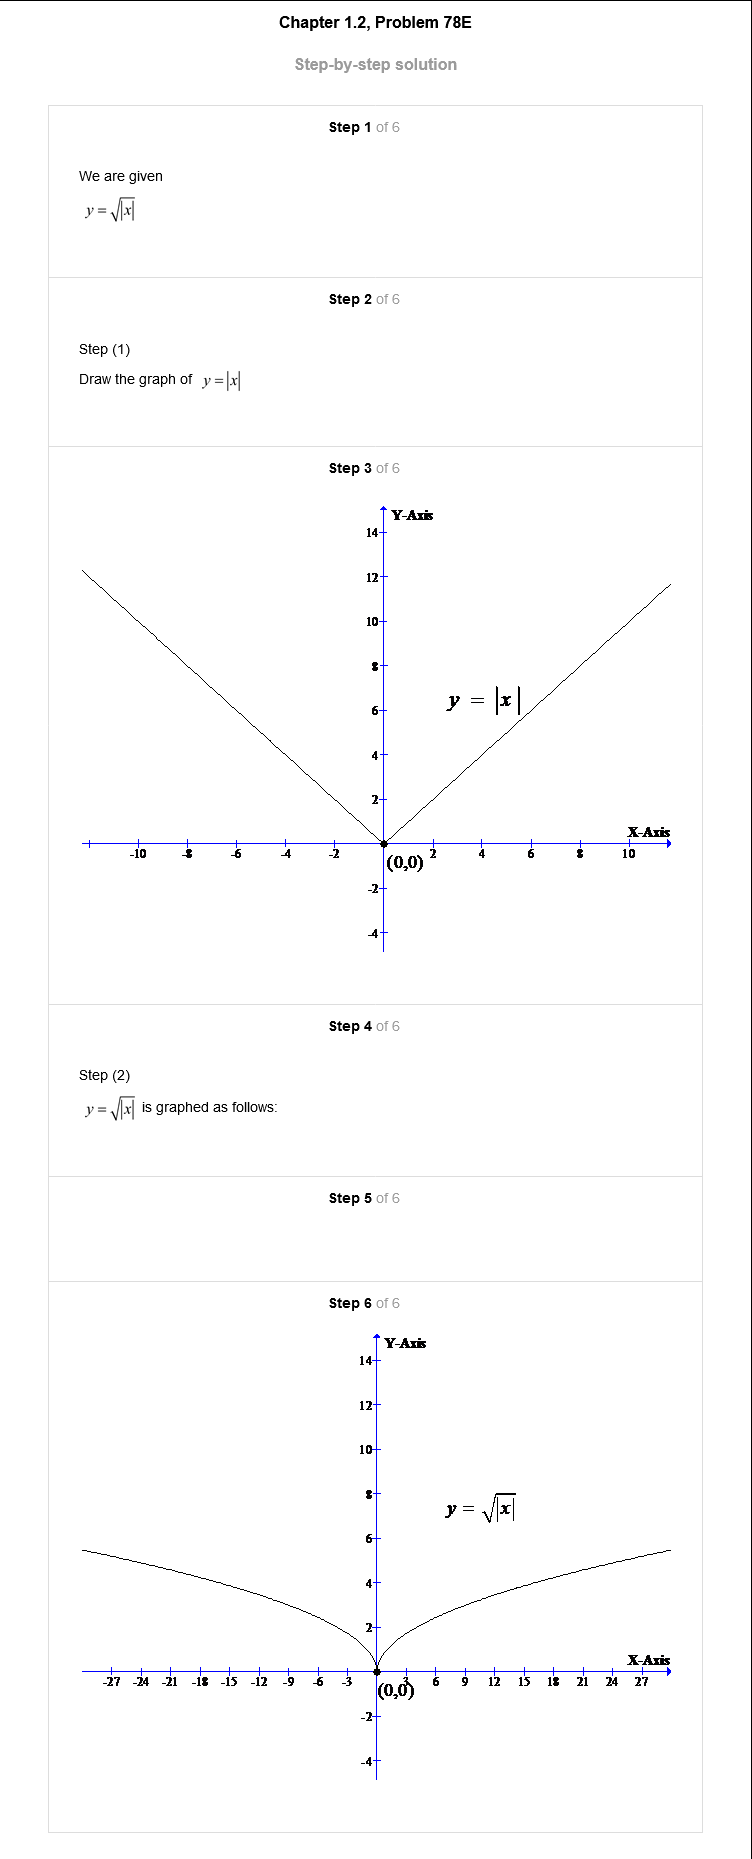 Chapter 1.2, Problem 78E
Step-by-step solution
Step 1 of 6
We are given
y = √|x|
Step 2 of 6
Step (1)
Draw the graph of y = |x|
Step 3 of 6
Y-Axis
14
12
10
8
6
y = |x|
4
2
X-Axis
-10 -8 -6 -4 -2 2 4 6 8 10
(0,0)
-2
-4
Step 4 of 6
Step (2)
y = √|x| is graphed as follows:
Step 5 of 6
Step 6 of 6
Y-Axis
14
12
10
8
y = √|x|
6
4
2
X-Axis
-27 -24 -21 -18 -15 -12 -9 -6 -3 3 6 9 12 15 18 21 24 27
(0,0)
-2
-4